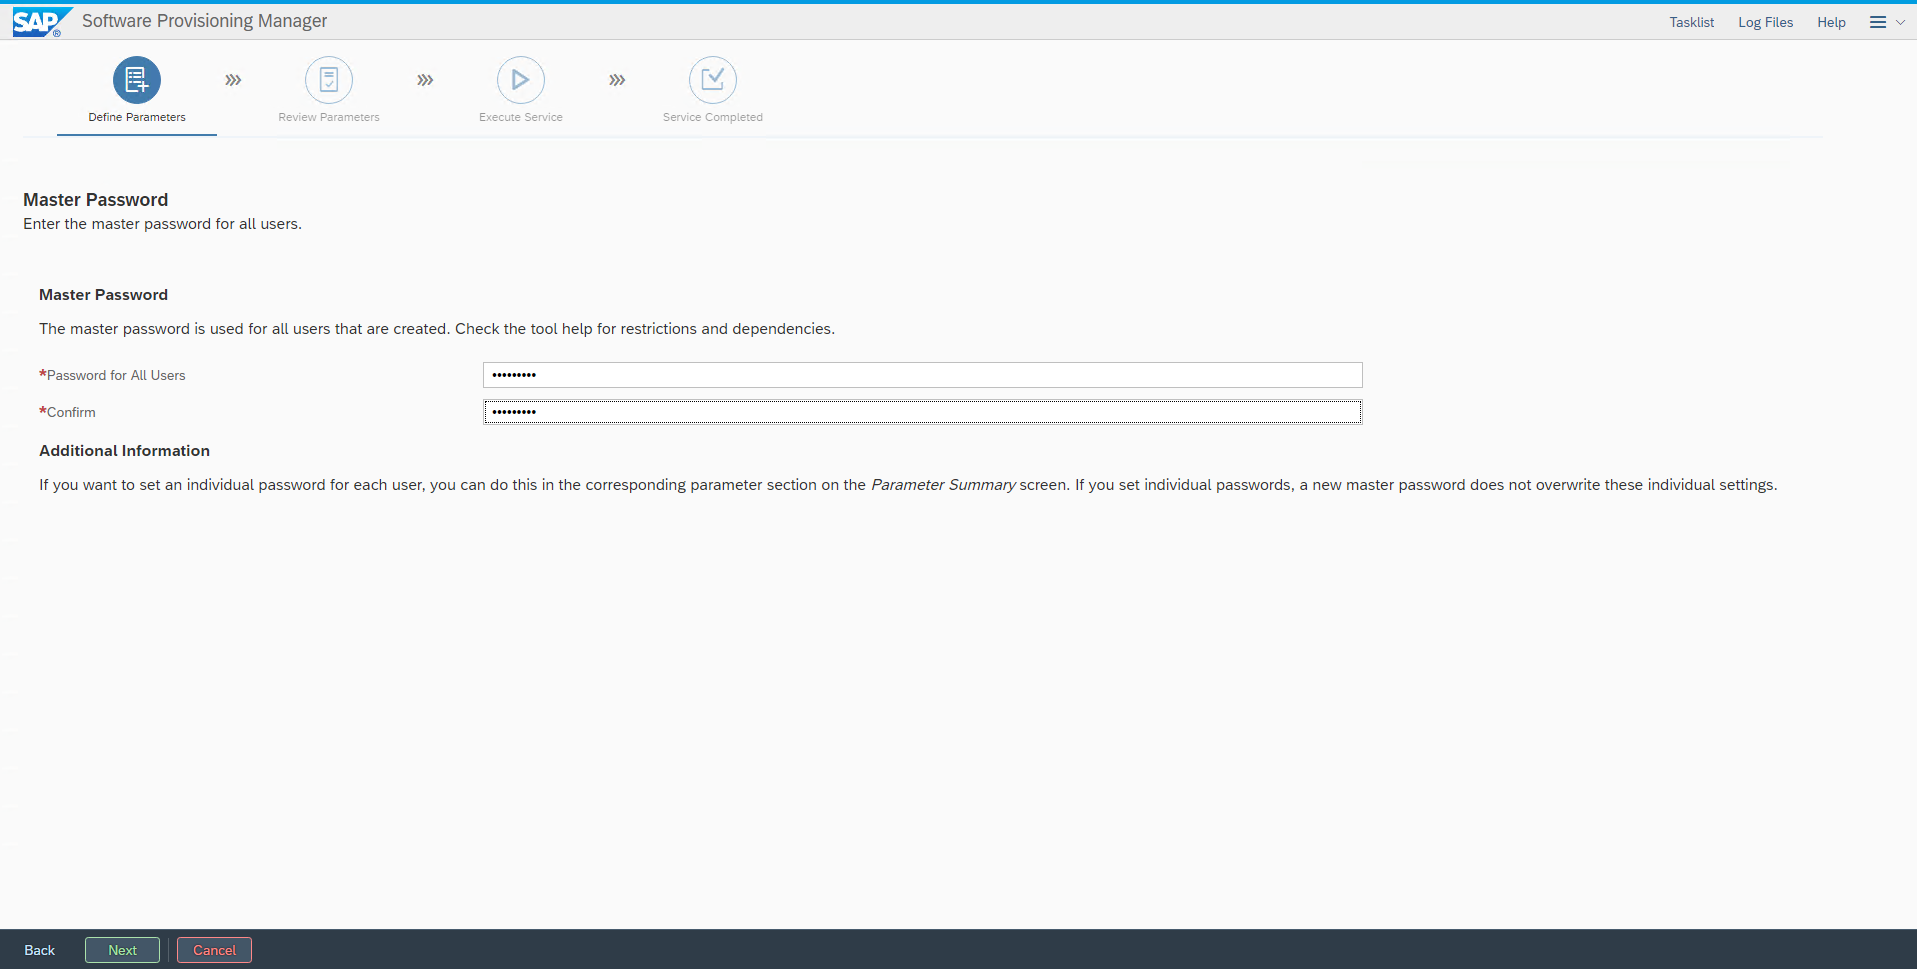 SAP ® Software Provisioning Manager Tasklist Log Files Help
Define Parameters Review Parameters Execute Service Service Completed
Master Password
Enter the master password for all users.
Master Password
The master password is used for all users that are created. Check the tool help for restrictions and dependencies.
*Password for All Users •••••••••
*Confirm •••••••••
Additional Information
If you want to set an individual password for each user, you can do this in the corresponding parameter section on the Parameter Summary screen. If you set individual passwords, a new master password does not overwrite these individual settings.
Back Next Cancel